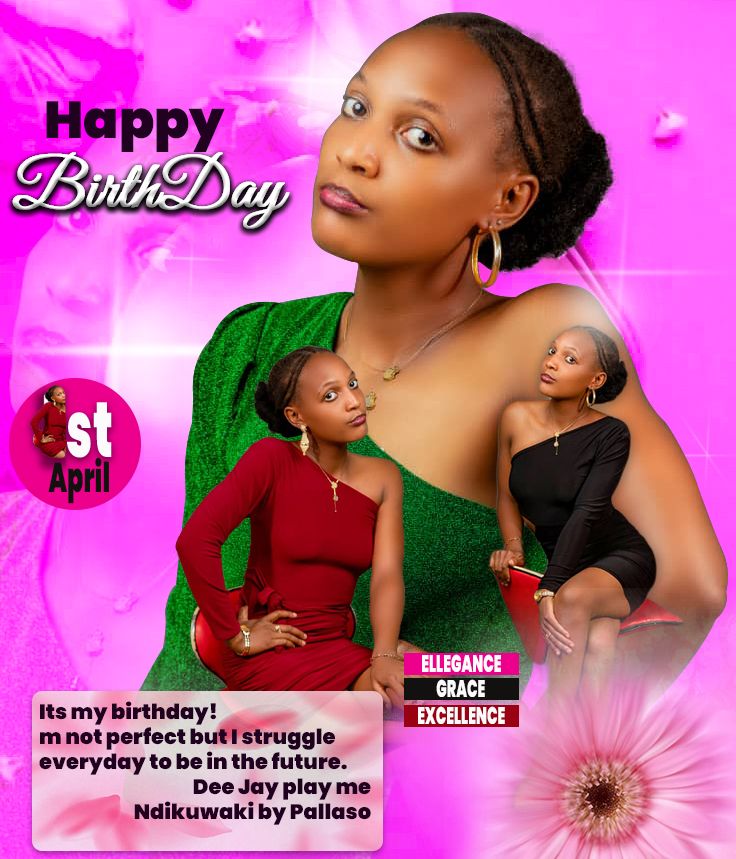 Happy
BirthDay
st
April
ELLEGANCE
GRACE
EXCELLENCE
Its my birthday!
m not perfect but I struggle
everyday to be in the future.
Dee Jay play me
Ndikuwaki by Pallaso